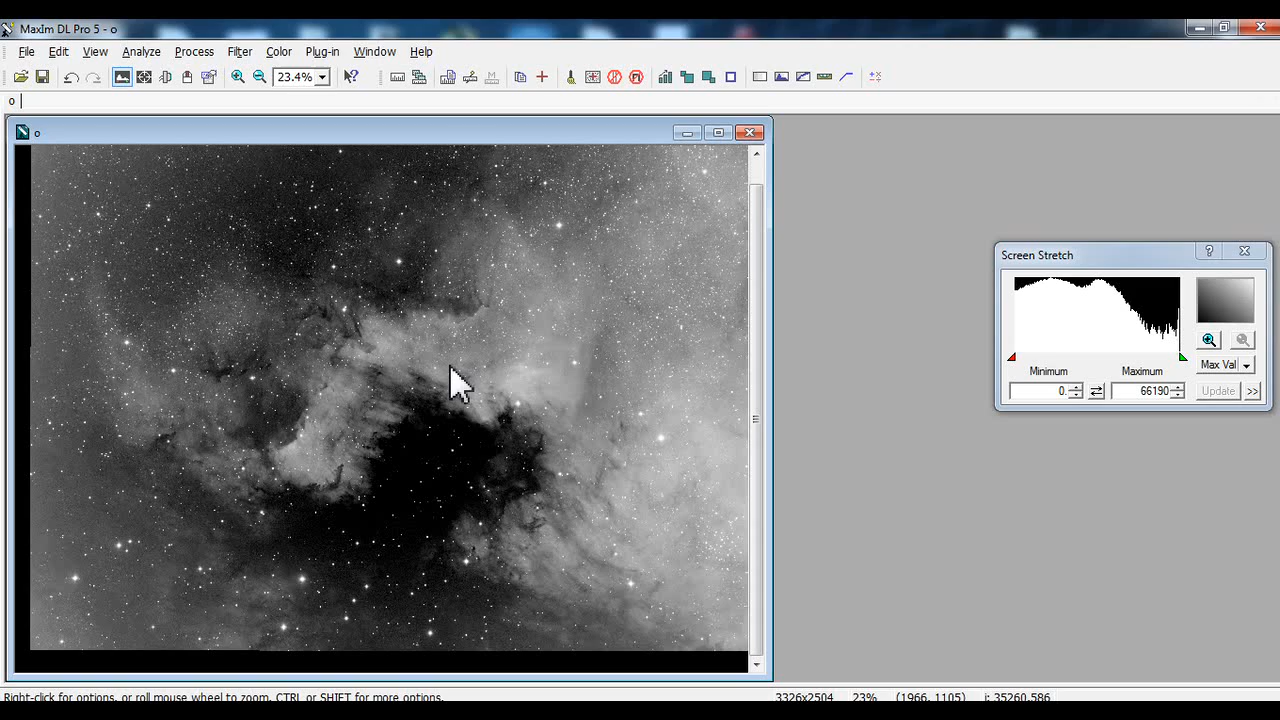 MaxIm DL Pro 5 - o
File Edit View Analyze Process Filter Color Plug-in Window Help
23.4%
o
o
Screen Stretch
Minimum Maximum Max Val
0. 66190 Update >>
Right-click for options, or roll mouse wheel to zoom. CTRL or SHIFT for more options. 3326x2504 23% (1966, 1105) i: 35260.586